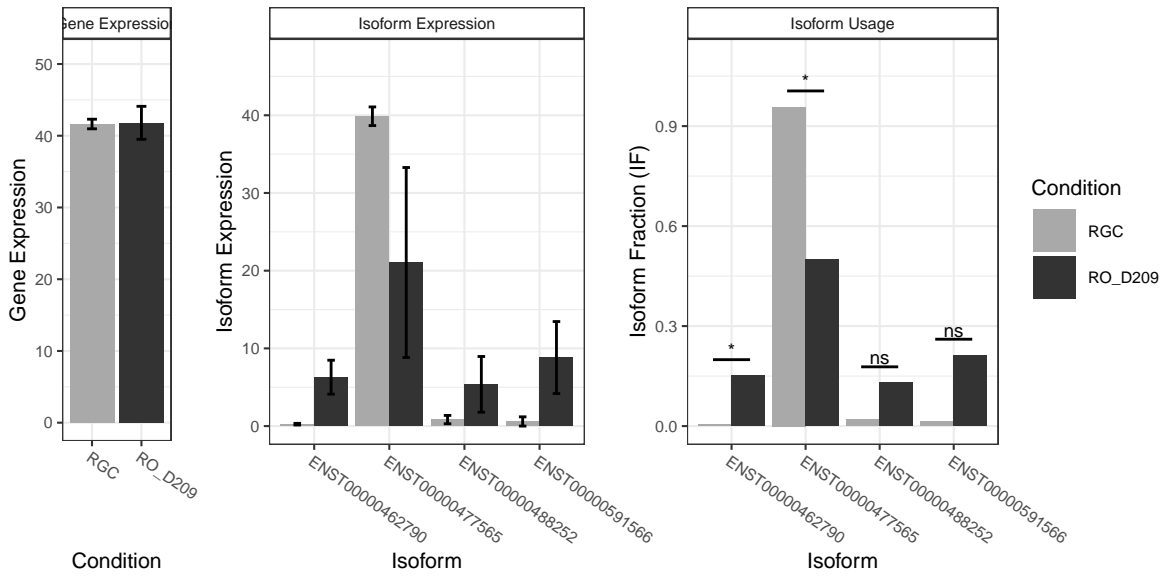 Gene Expression
Isoform Expression
Isoform Usage
Gene Expression
50
40
30
20
10
0
RGC
RO_D209
Condition
Isoform Expression
40
30
20
10
0
ENST00000462790
ENST00000477565
ENST00000488252
ENST00000591566
Isoform
Isoform Fraction (IF)
0.9
0.6
0.3
0.0
*
*
ns
ns
ENST00000462790
ENST00000477565
ENST00000488252
ENST00000591566
Isoform
Condition
RGC
RO_D209